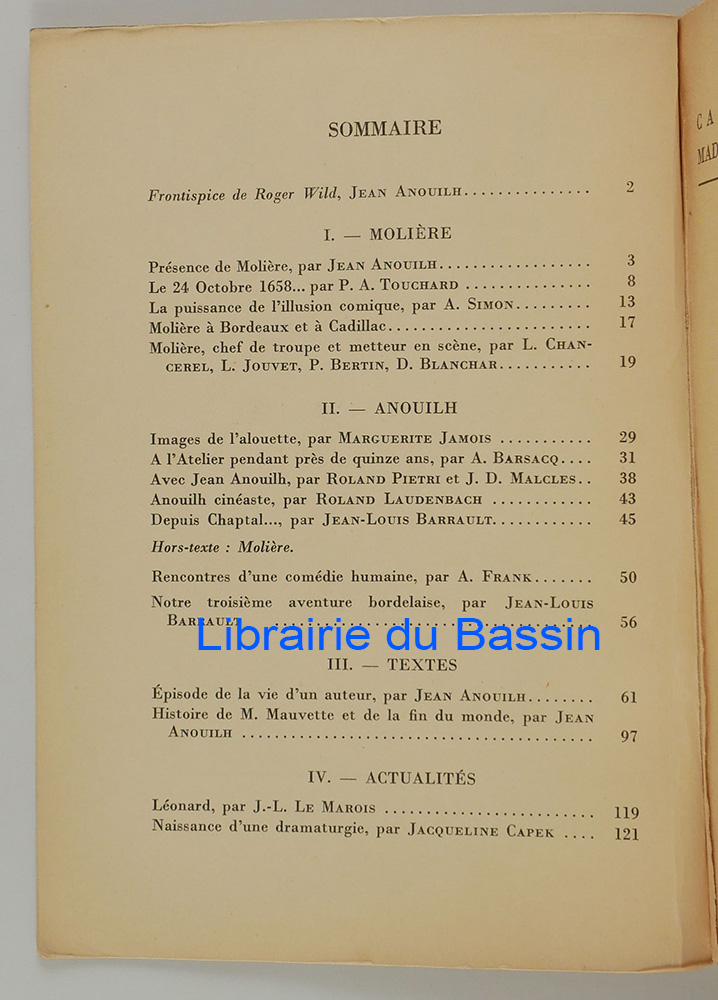 SOMMAIRE
Frontispice de Roger Wild, JEAN ANOUILH............... 2
I. — MOLIÈRE
Présence de Molière, par JEAN ANOUILH.................. 3
Le 24 Octobre 1658... par P. A. TOUCHARD ............... 8
La puissance de l'illusion comique, par A. SIMON......... 13
Molière à Bordeaux et à Cadillac........................ 17
Molière, chef de troupe et metteur en scène, par L. CHAN-
CEREL, L. JOUVET, P. BERTIN, D. BLANCHAR........... 19
II. — ANOUILH
Images de l'alouette, par MARGUERITE JAMOIS ........... 29
A l'Atelier pendant près de quinze ans, par A. BARSACQ.... 31
Avec Jean Anouilh, par ROLAND PIETRI et J. D. MALCLES.. 38
Anouilh cinéaste, par ROLAND LAUDENBACH ............ 43
Depuis Chaptal..., par JEAN-LOUIS BARRAULT............ 45
Hors-texte : Molière.
Rencontres d'une comédie humaine, par A. FRANK....... 50
Notre troisième aventure bordelaise, par JEAN-LOUIS
BARRAULT ..................................... 56
Librairie du Bassin
III. — TEXTES
Épisode de la vie d'un auteur, par JEAN ANOUILH........ 61
Histoire de M. Mauvette et de la fin du monde, par JEAN
ANOUILH .......................................... 97
IV. — ACTUALITÉS
Léonard, par J.-L. LE MAROIS ......................... 119
Naissance d'une dramaturgie, par JACQUELINE CAPEK .... 121
CA
MAD